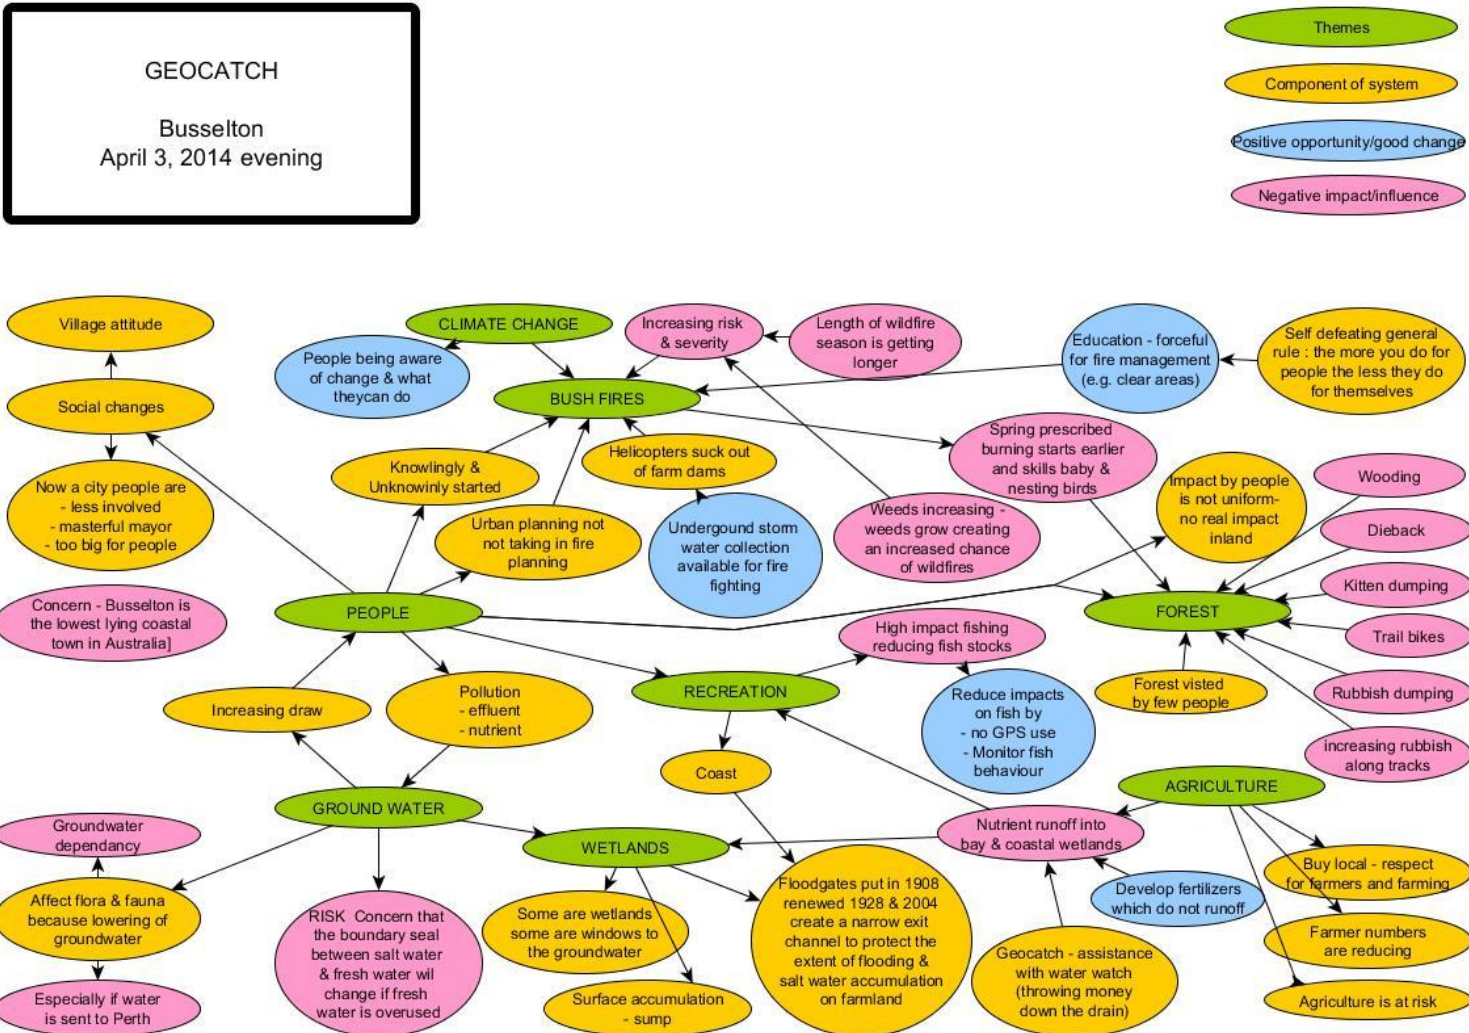 GEOCATCH
Busselton
April 3, 2014 evening
Themes
Component of system
Positive opportunity/good change
Negative impact/influence
Village attitude
Social changes
Now a city people are
- less involved
- masterful mayor
- too big for people
Concern - Busselton is
the lowest lying coastal
town in Australia]
CLIMATE CHANGE
People being aware
of change & what
theycan do
Increasing risk
& severity
Length of wildfire
season is getting
longer
Education - forceful
for fire management
(e.g. clear areas)
Self defeating general
rule : the more you do for
people the less they do
for themselves
BUSH FIRES
Knowlingly &
Unknowinly started
Helicopters suck out
of farm dams
Urban planning not
not taking in fire
planning
Undergound storm
water collection
available for fire
fighting
Spring prescribed
burning starts earlier
and skills baby &
nesting birds
Weeds increasing -
weeds grow creating
an increased chance
of wildfires
Impact by people
is not uniform-
no real impact
inland
Wooding
Dieback
Kitten dumping
Trail bikes
Rubbish dumping
increasing rubbish
along tracks
PEOPLE
FOREST
Forest visted
by few people
High impact fishing
reducing fish stocks
RECREATION
Reduce impacts
on fish by
- no GPS use
- Monitor fish
behaviour
Increasing draw
Pollution
- effluent
- nutrient
Coast
AGRICULTURE
GROUND WATER
WETLANDS
Nutrient runoff into
bay & coastal wetlands
Groundwater
dependancy
Affect flora & fauna
because lowering of
groundwater
Especially if water
is sent to Perth
RISK Concern that
the boundary seal
between salt water
& fresh water wil
change if fresh
water is overused
Some are wetlands
some are windows to
the groundwater
Surface accumulation
- sump
Floodgates put in 1908
renewed 1928 & 2004
create a narrow exit
channel to protect the
extent of flooding &
salt water accumulation
on farmland
Develop fertilizers
which do not runoff
Geocatch - assistance
with water watch
(throwing money
down the drain)
Buy local - respect
for farmers and farming
Farmer numbers
are reducing
Agriculture is at risk